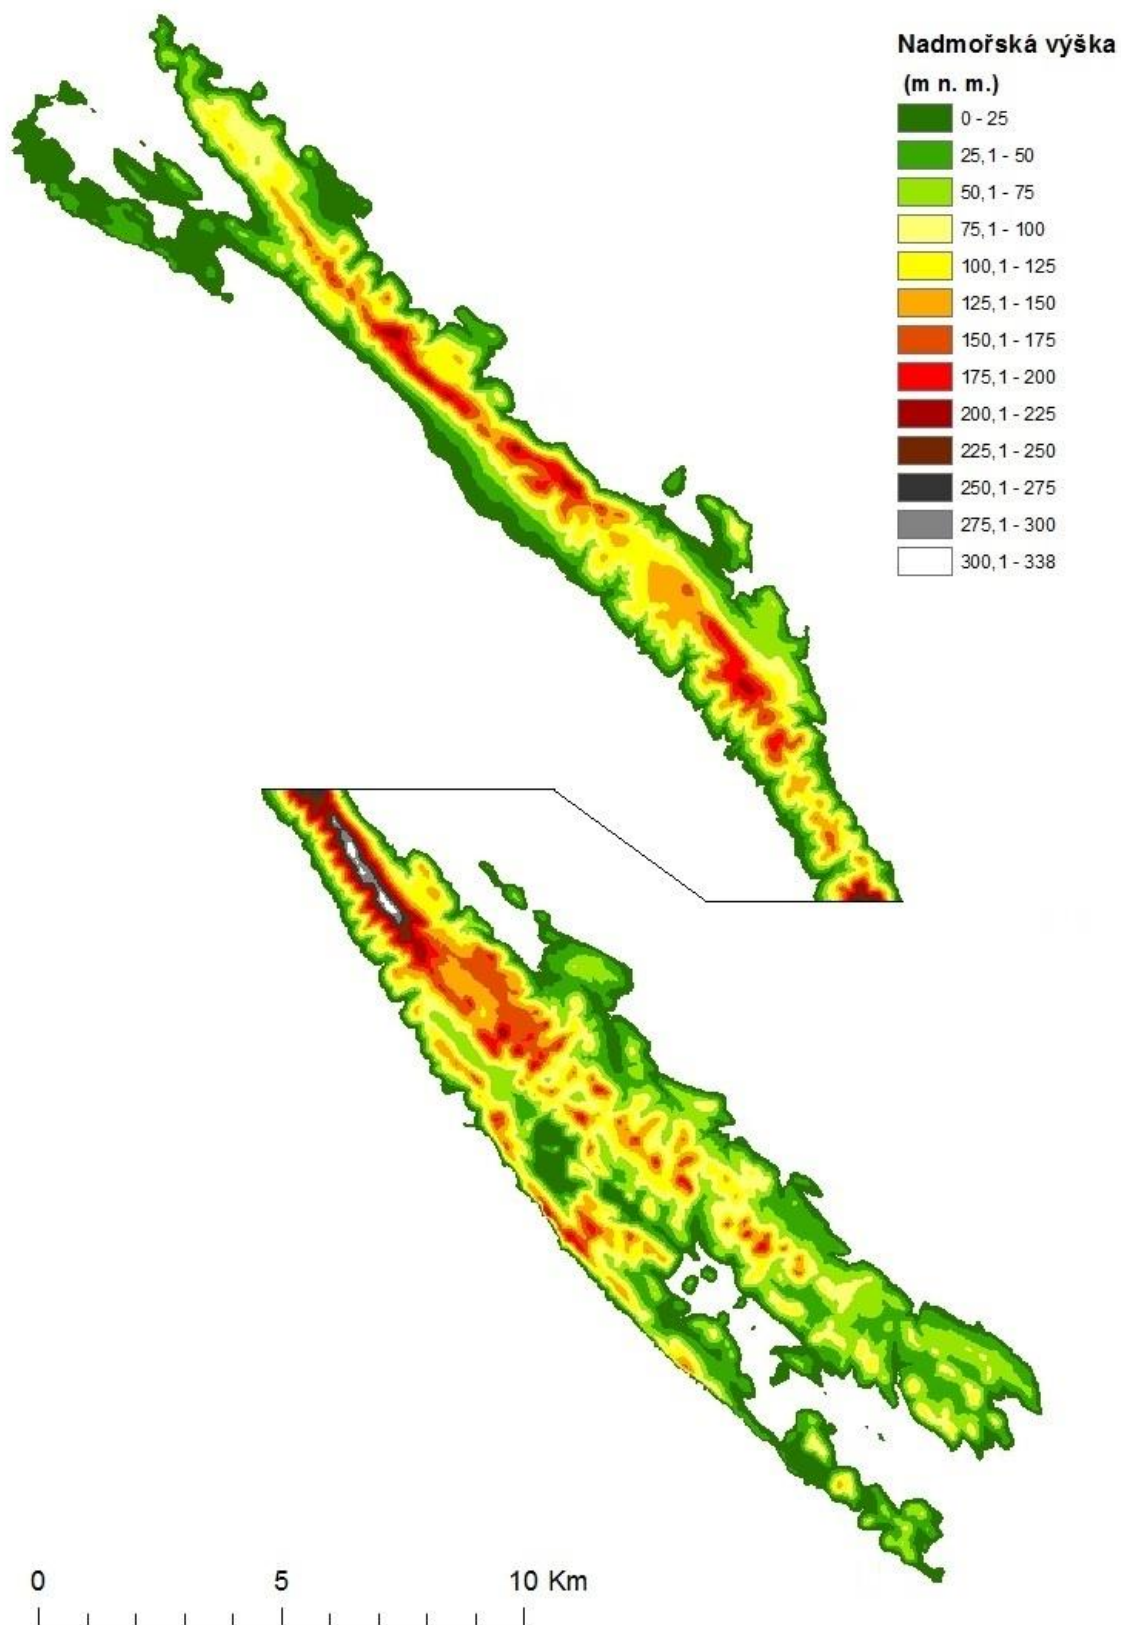 Nadmořská výška
(m n. m.)
0 - 25
25,1 - 50
50,1 - 75
75,1 - 100
100,1 - 125
125,1 - 150
150,1 - 175
175,1 - 200
200,1 - 225
225,1 - 250
250,1 - 275
275,1 - 300
300,1 - 338
0 5 10 Km